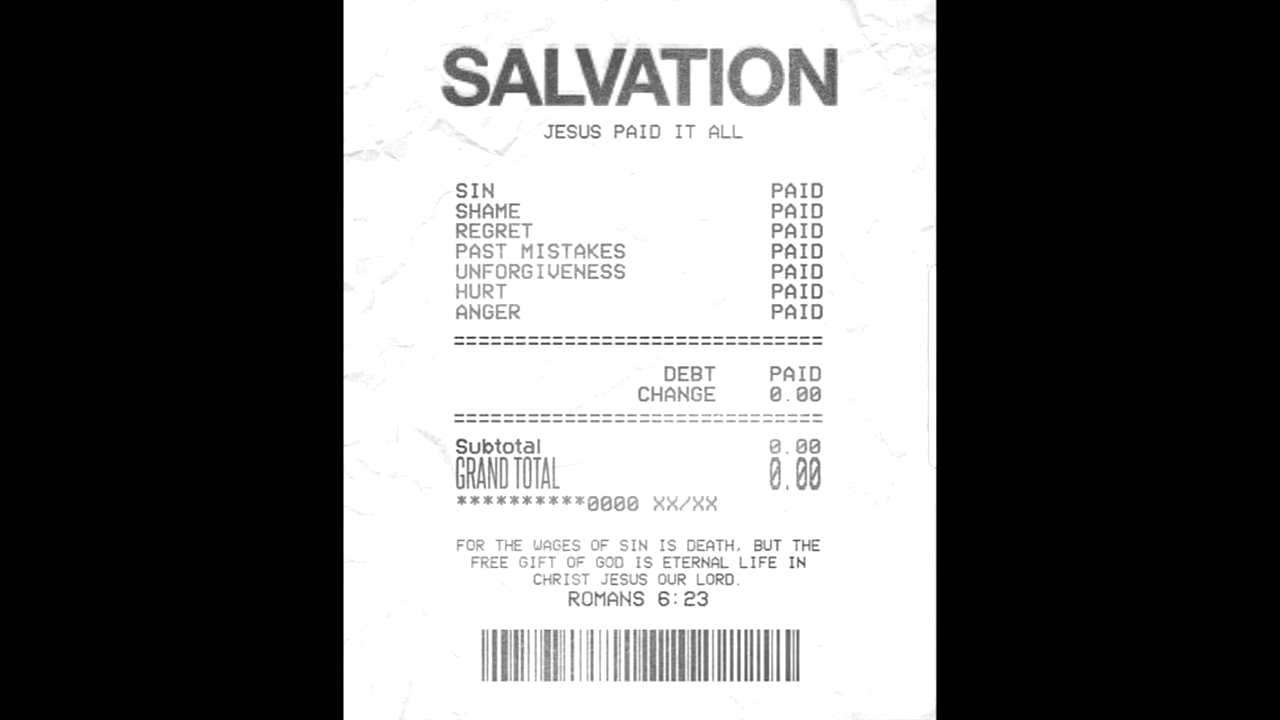 SALVATION
JESUS PAID IT ALL
SIN PAID
SHAME PAID
REGRET PAID
PAST MISTAKES PAID
UNFORGIVENESS PAID
HURT PAID
ANGER PAID
==============================
DEBT PAID
CHANGE 0.00
==============================
Subtotal 0.00
GRAND TOTAL 0.00
**********0000 XX/XX
FOR THE WAGES OF SIN IS DEATH, BUT THE
FREE GIFT OF GOD IS ETERNAL LIFE IN
CHRIST JESUS OUR LORD.
ROMANS 6:23